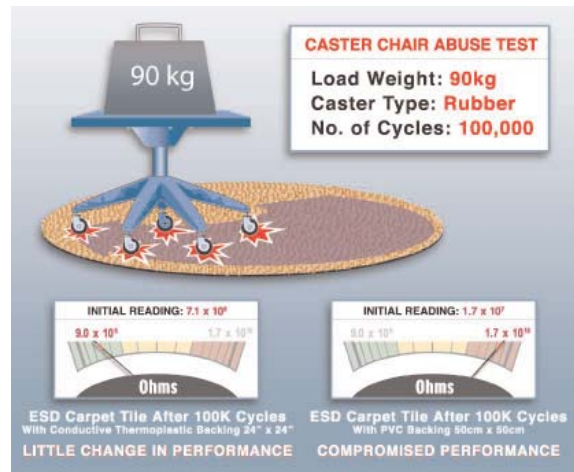 90 kg
CASTER CHAIR ABUSE TEST
Load Weight: 90kg
Caster Type: Rubber
No. of Cycles: 100,000
INITIAL READING: 7.1 x 10⁶
9.0 x 10⁶ 1.7 x 10¹⁰
Ohms
ESD Carpet Tile After 100K Cycles
With Conductive Thermoplastic Backing 24" x 24"
LITTLE CHANGE IN PERFORMANCE
INITIAL READING: 1.7 x 10⁷
9.0 x 10⁶ 1.7 x 10¹⁰
Ohms
ESD Carpet Tile After 100K Cycles
With PVC Backing 50cm x 50cm
COMPROMISED PERFORMANCE